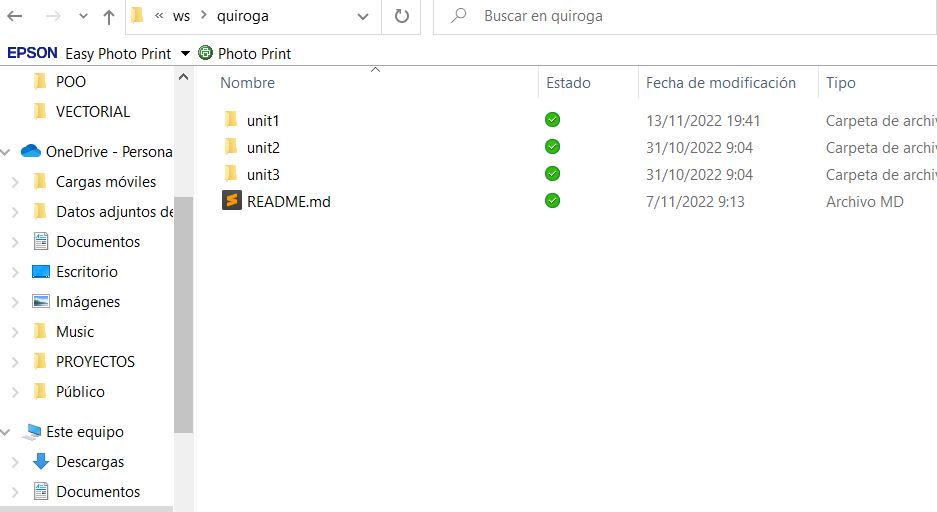 ws > quiroga
Buscar en quiroga
EPSON Easy Photo Print Photo Print
POO
VECTORIAL
OneDrive - Persona
Cargas móviles
Datos adjuntos de
Documentos
Escritorio
Imágenes
Music
PROYECTOS
Público
Este equipo
Descargas
Documentos
Nombre Estado Fecha de modificación Tipo
unit1 13/11/2022 19:41 Carpeta de archi
unit2 31/10/2022 9:04 Carpeta de archi
unit3 31/10/2022 9:04 Carpeta de archi
README.md 7/11/2022 9:13 Archivo MD